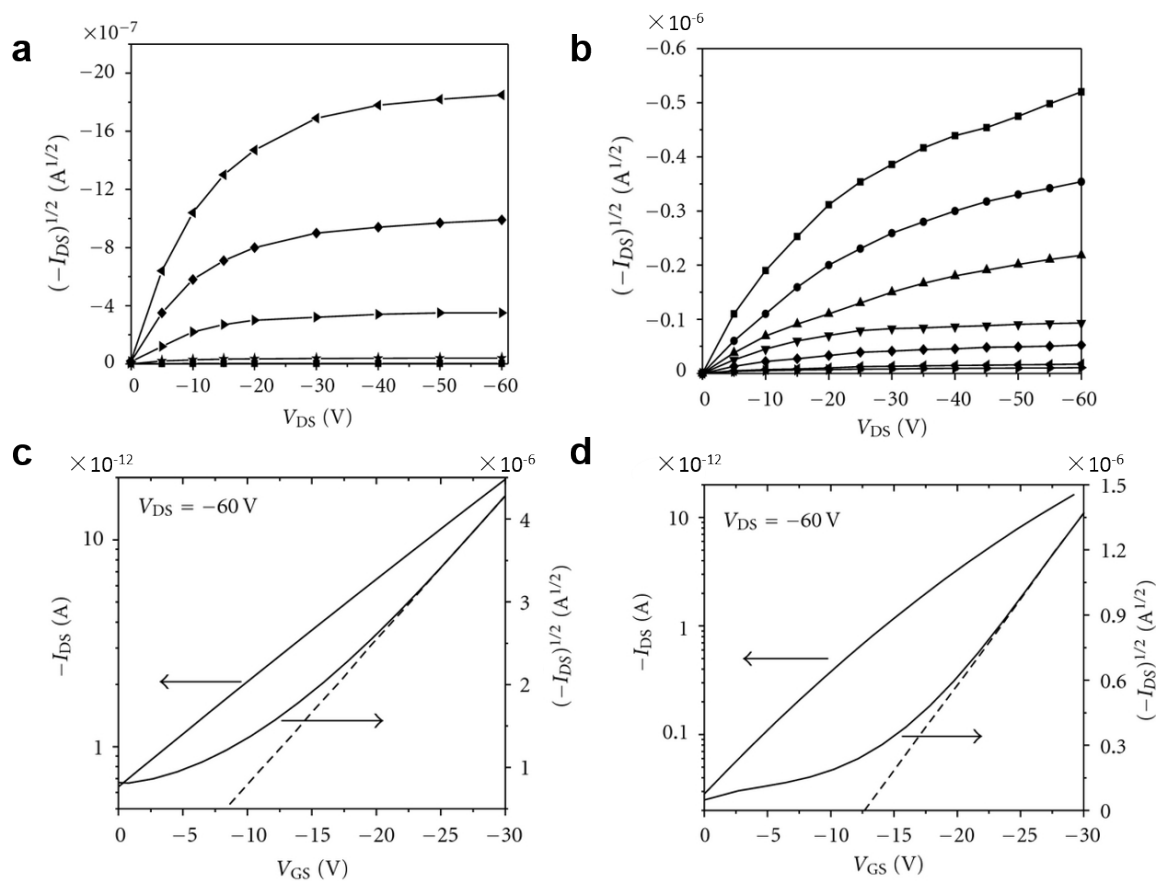 a
×10⁻⁷
−20
−16
−12
−8
−4
0
(−I_DS)^1/2 (A^1/2)
0 −10 −20 −30 −40 −50 −60
V_DS (V)
b
×10⁻⁶
−0.6
−0.5
−0.4
−0.3
−0.2
−0.1
0
(−I_DS)^1/2 (A^1/2)
0 −10 −20 −30 −40 −50 −60
V_DS (V)
c
×10⁻¹²
×10⁻⁶
V_DS = −60 V
10
1
−I_DS (A)
4
3
2
1
(−I_DS)^1/2 (A^1/2)
0 −5 −10 −15 −20 −25 −30
V_GS (V)
d
×10⁻¹²
×10⁻⁶
V_DS = −60 V
10
1
0.1
−I_DS (A)
1.5
1.2
0.9
0.6
0.3
0
(−I_DS)^1/2 (A^1/2)
0 −5 −10 −15 −20 −25 −30
V_GS (V)